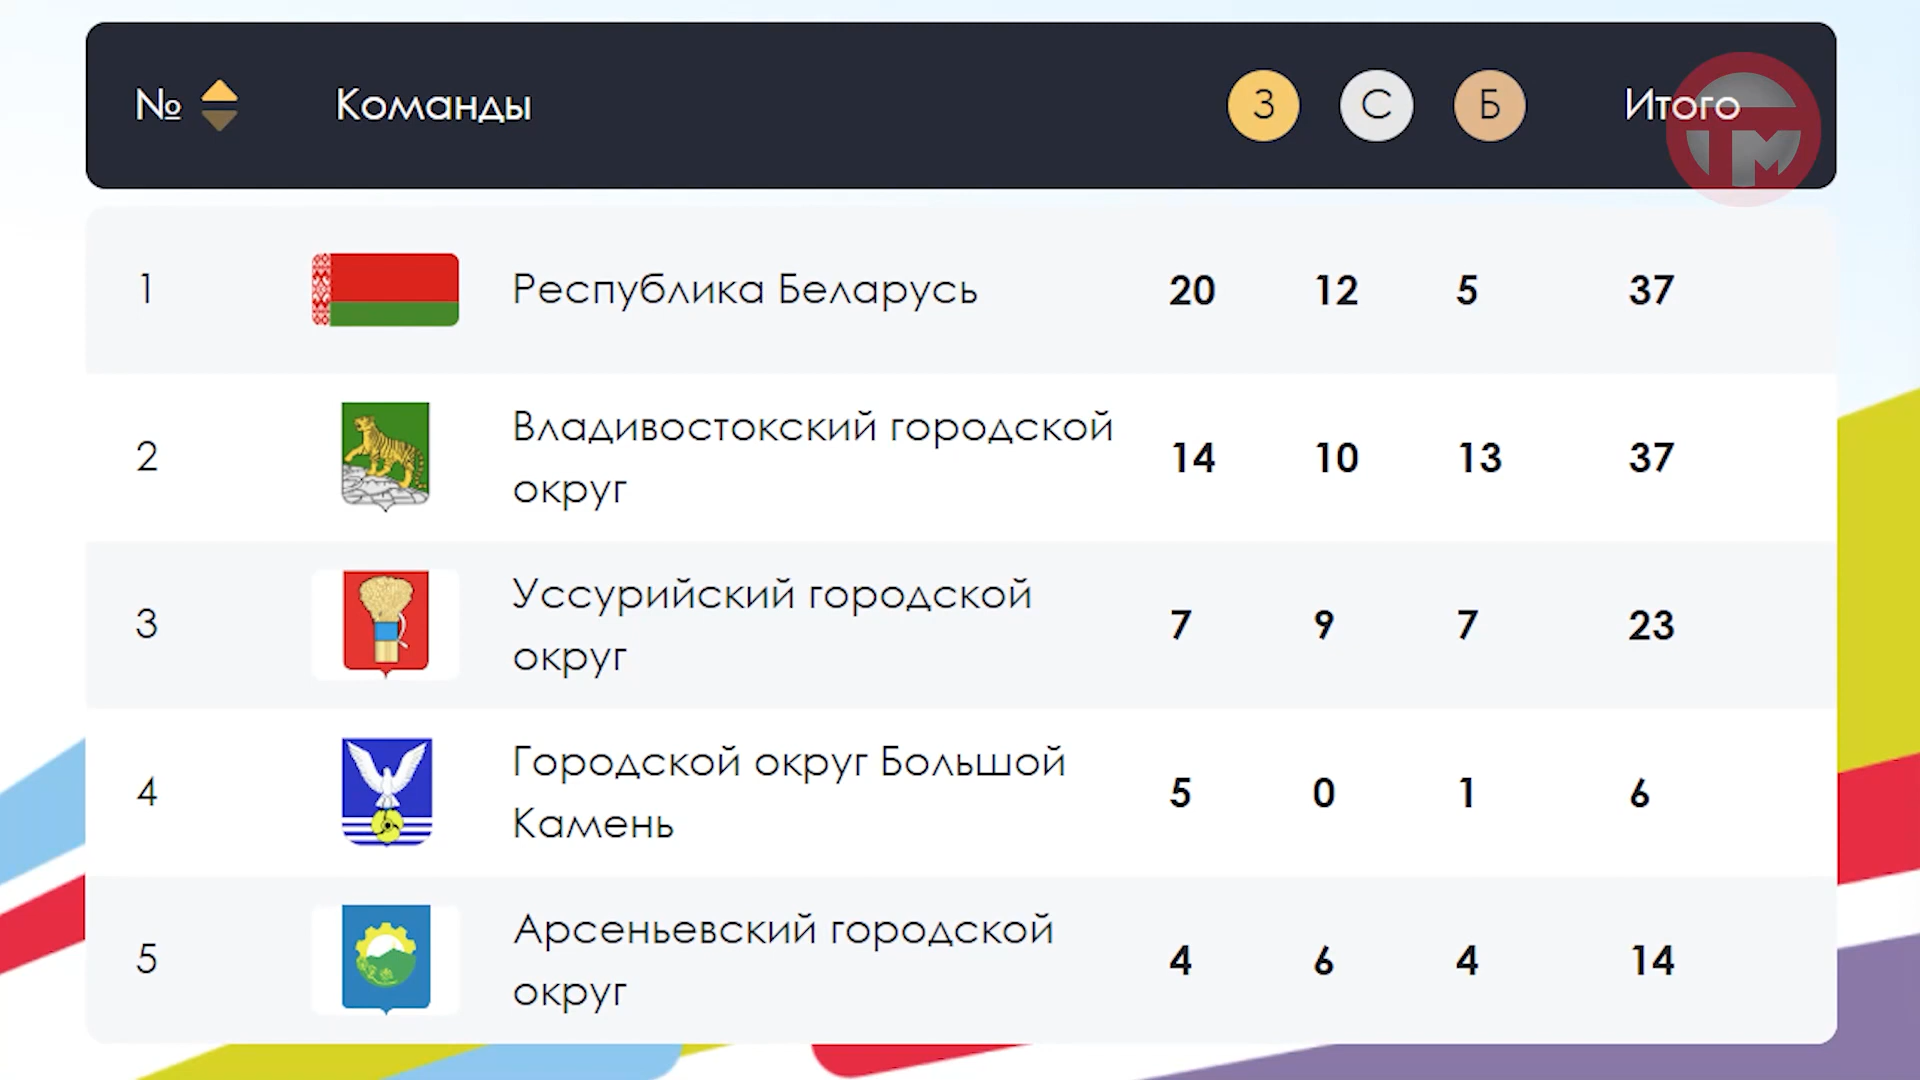 № Команды З С Б Итого
ТМ
1 Республика Беларусь 20 12 5 37
2 Владивостокский городской
округ 14 10 13 37
3 Уссурийский городской
округ 7 9 7 23
4 Городской округ Большой
Камень 5 0 1 6
5 Арсеньевский городской
округ 4 6 4 14